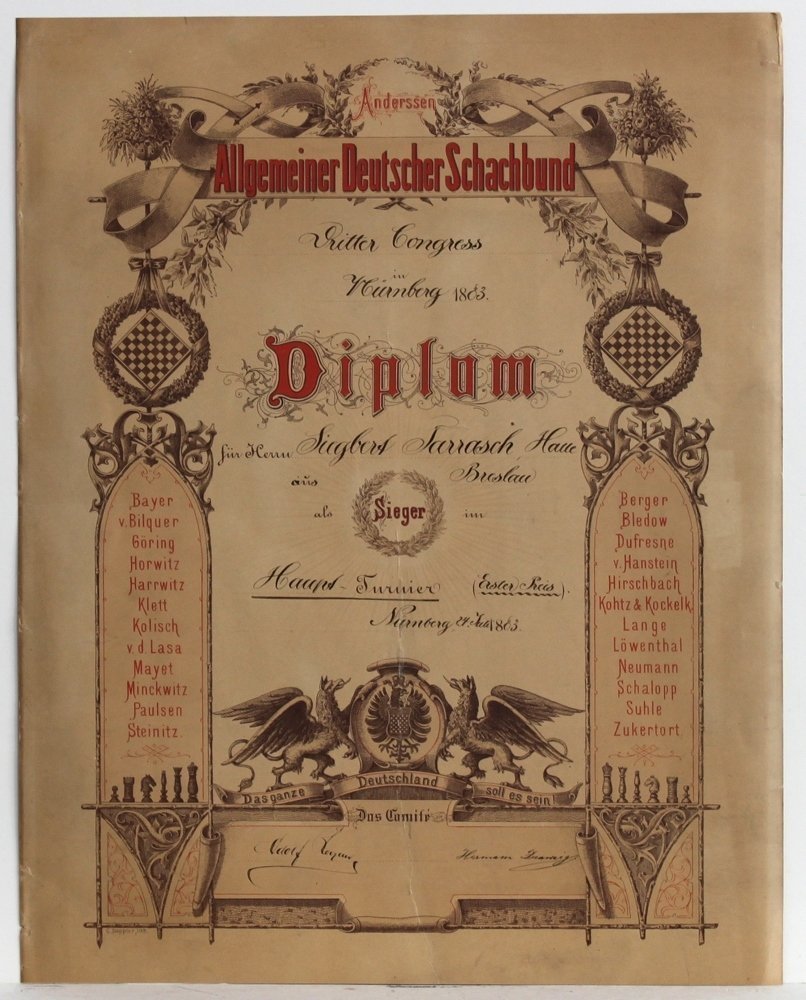 Anderssen
Allgemeiner Deutscher Schachbund
Dritter Congress
in
Nürnberg 1883.
Diplom
für Herrn Siegbert Tarrasch Halle
aus Breslau
als Sieger im
Haupt-Turnier (Erster Preis).
Nürnberg 1883.
Bayer
v. Bilguer
Göring
Horwitz
Harrwitz
Klett
Kolisch
v. d. Lasa
Mayet
Minckwitz
Paulsen
Steinitz.
Berger
Bledow
Dufresne
v. Hanstein
Hirschbach
Kohtz & Kockelk.
Lange
Löwenthal
Neumann
Schalopp
Suhle
Zukertort.
Das ganze Deutschland soll es sein!
Das Comité
Adolf
Hermann